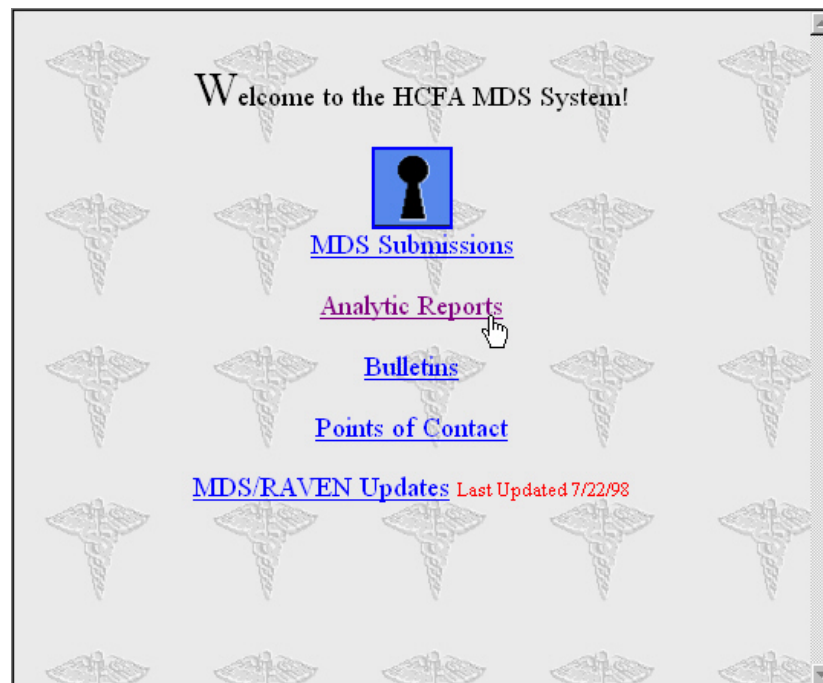 Welcome to the HCFA MDS System!
MDS Submissions
Analytic Reports
Bulletins
Points of Contact
MDS/RAVEN Updates Last Updated 7/22/98